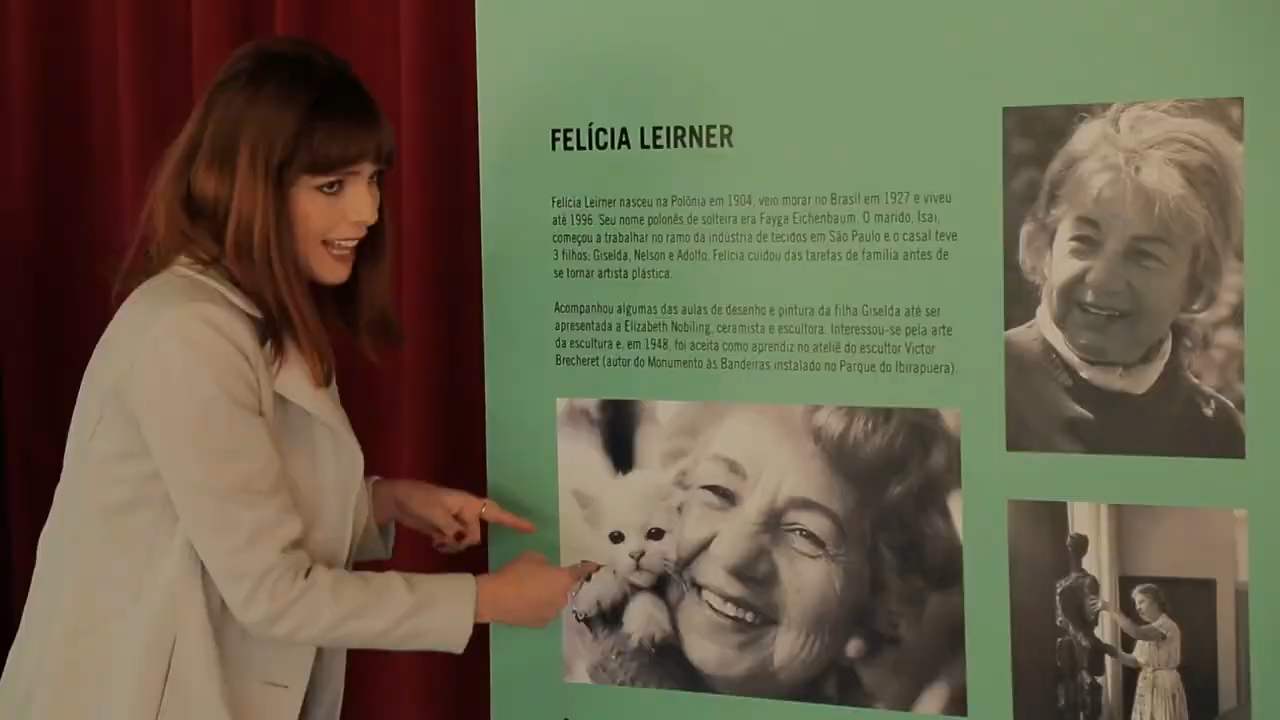 FELÍCIA LEIRNER
Felícia Leirner nasceu na Polônia em 1904, veio morar no Brasil em 1927 e viveu
até 1996. Seu nome polonês de solteira era Fayga Eichenbaum. O marido, Isai,
começou a trabalhar no ramo da indústria de tecidos em São Paulo e o casal teve
3 filhos: Giselda, Nelson e Adolfo. Felícia cuidou das tarefas de família antes de
se tornar artista plástica.
Acompanhou algumas das aulas de desenho e pintura da filha Giselda até ser
apresentada a Elizabeth Nobiling, ceramista e escultora. Interessou-se pela arte
da escultura e, em 1948, foi aceita como aprendiz no ateliê do escultor Victor
Brecheret (autor do Monumento às Bandeiras instalado no Parque do Ibirapuera).